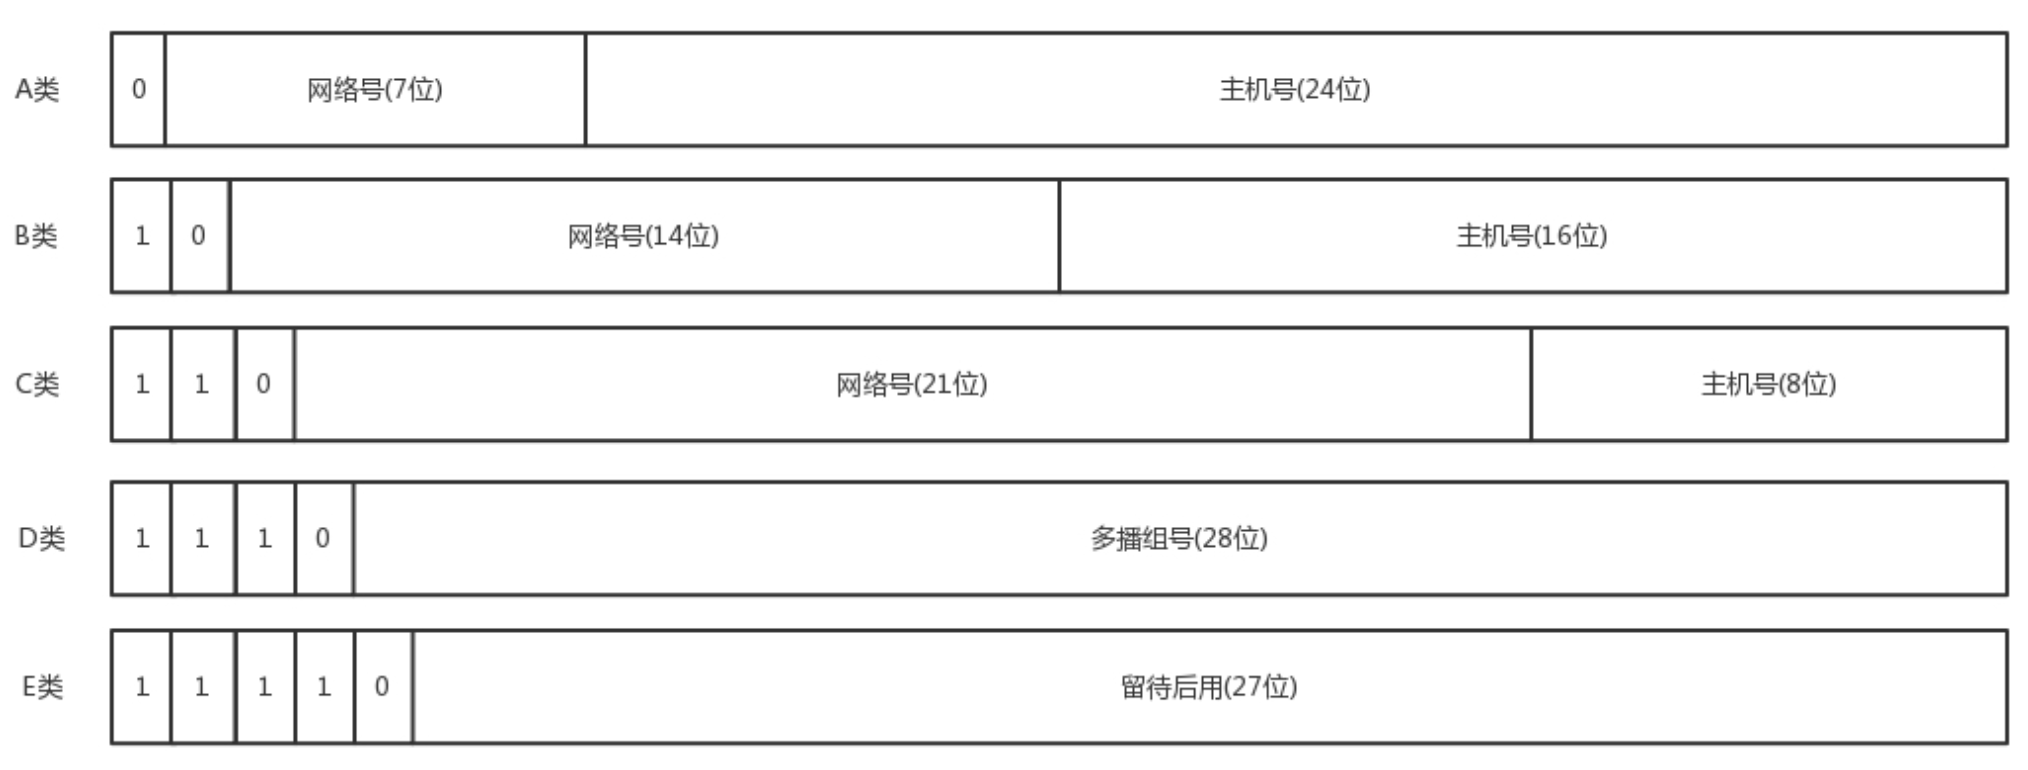 A类 0 网络号(7位) 主机号(24位)
B类 1 0 网络号(14位) 主机号(16位)
C类 1 1 0 网络号(21位) 主机号(8位)
D类 1 1 1 0 多播组号(28位)
E类 1 1 1 1 0 留待后用(27位)